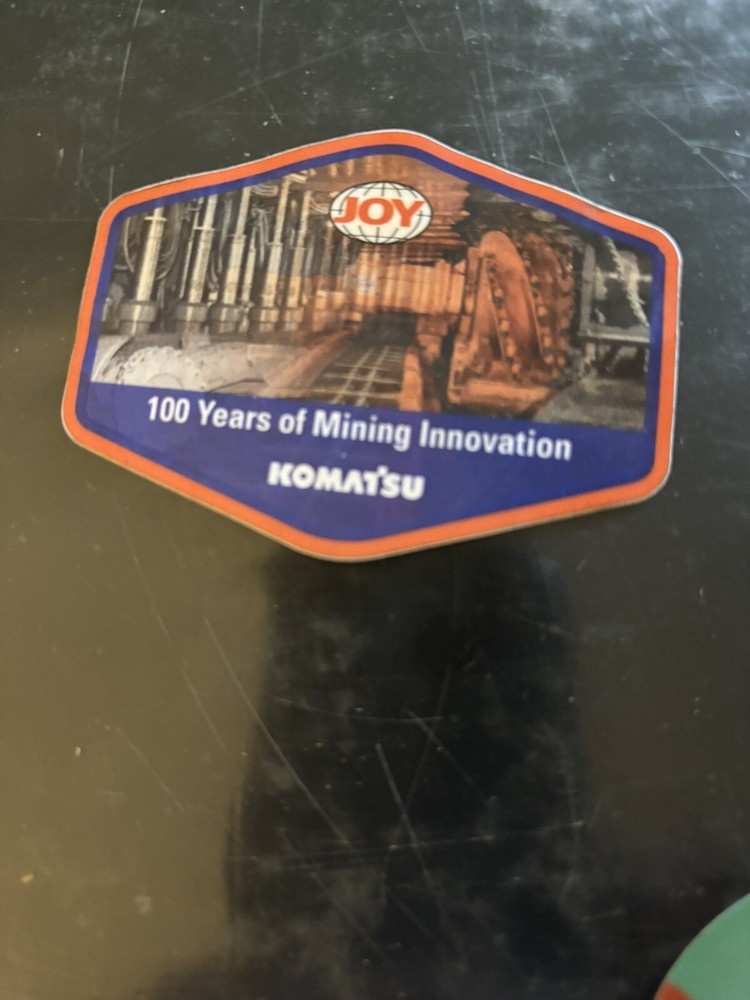 JOY
100 Years of Mining Innovation
KOMATSU